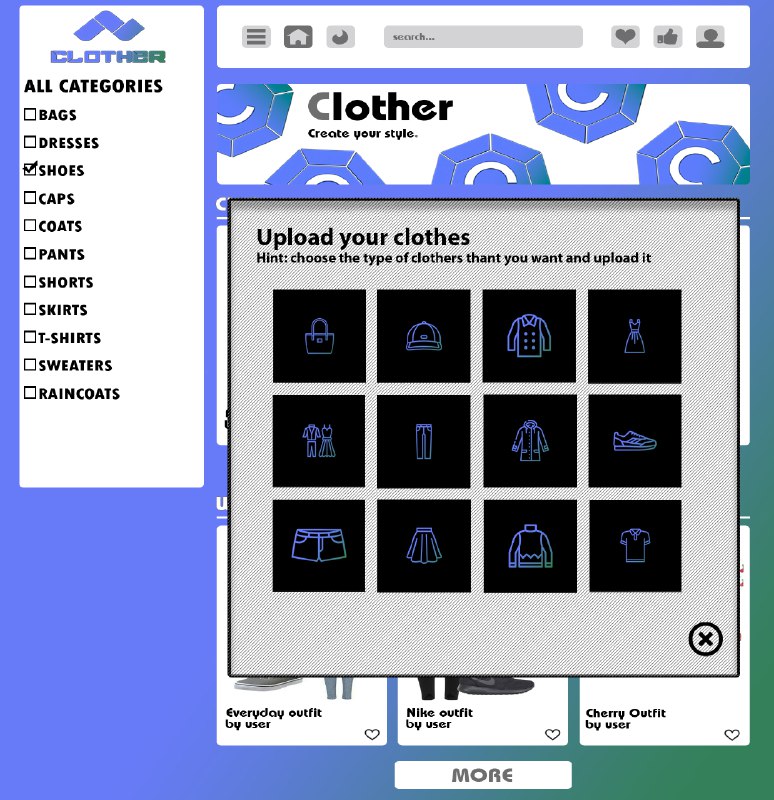 CLOTHER
ALL CATEGORIES
BAGS
DRESSES
SHOES
CAPS
COATS
PANTS
SHORTS
SKIRTS
T-SHIRTS
SWEATERS
RAINCOATS
search...
Clother
Create your style.
Upload your clothes
Hint: choose the type of clothers thant you want and upload it
Everyday outfit
by user
Nike outfit
by user
Cherry Outfit
by user
MORE